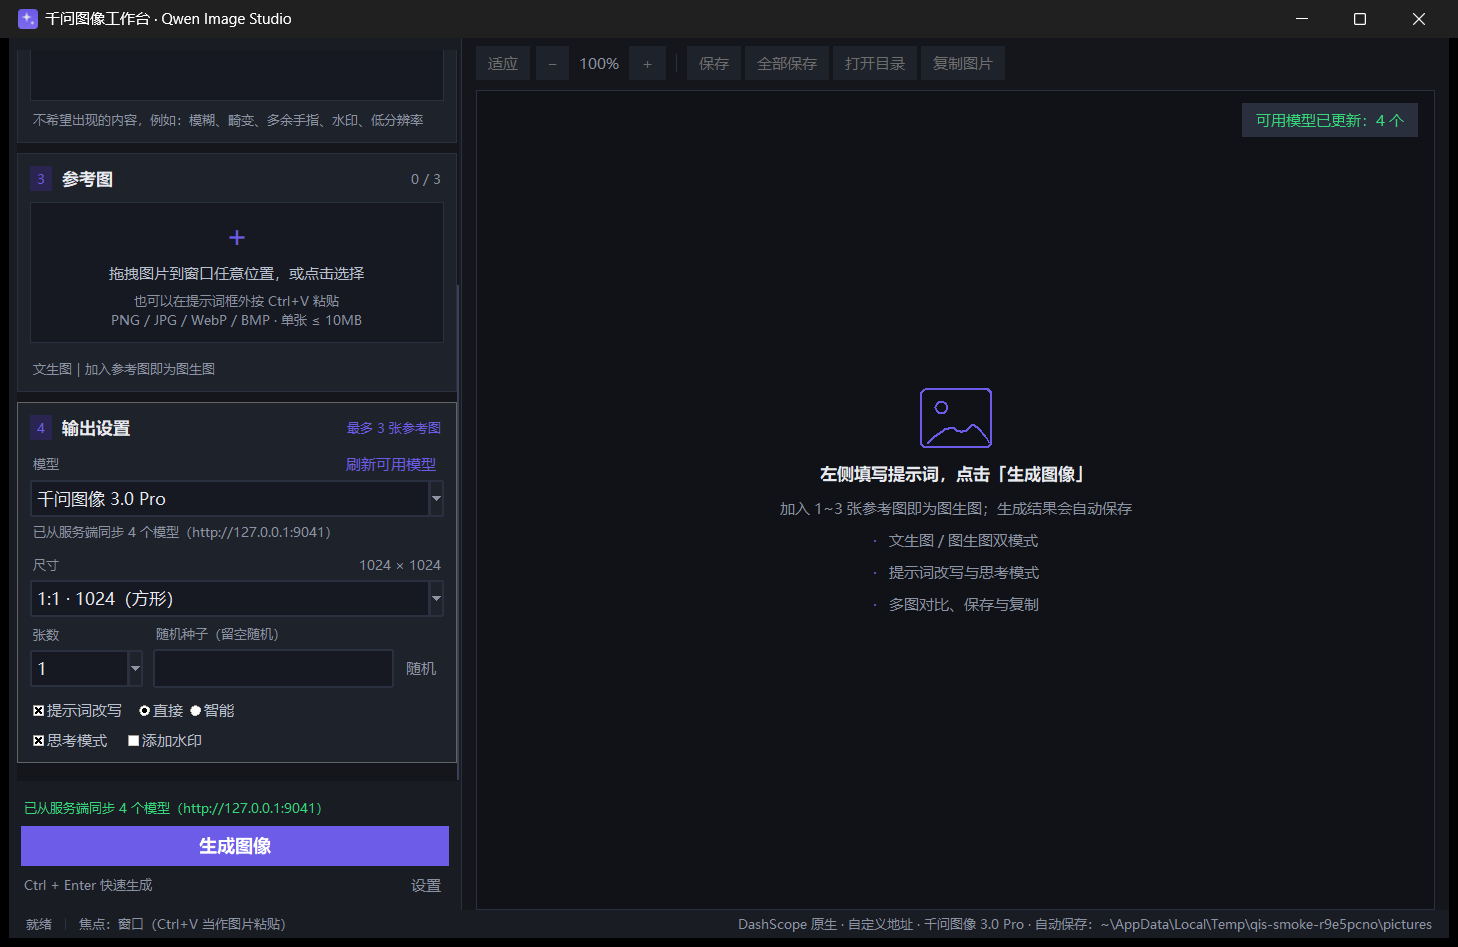 千问图像工作台 · Qwen Image Studio
适应
−
100%
+
保存
全部保存
打开目录
复制图片
不希望出现的内容，例如：模糊、畸变、多余手指、水印、低分辨率
3 参考图
0 / 3
+
拖拽图片到窗口任意位置，或点击选择
也可以在提示词框外按 Ctrl+V 粘贴
PNG / JPG / WebP / BMP · 单张 ≤ 10MB
文生图 | 加入参考图即为图生图
4 输出设置
最多 3 张参考图
模型
刷新可用模型
千问图像 3.0 Pro
已从服务端同步 4 个模型（http://127.0.0.1:9041）
尺寸
1024 × 1024
1:1 · 1024（方形）
张数
随机种子（留空随机）
1
随机
提示词改写
直接
智能
思考模式
添加水印
已从服务端同步 4 个模型（http://127.0.0.1:9041）
生成图像
Ctrl + Enter 快速生成
设置
可用模型已更新：4 个
左侧填写提示词，点击「生成图像」
加入 1~3 张参考图即为图生图；生成结果会自动保存
· 文生图 / 图生图双模式
· 提示词改写与思考模式
· 多图对比、保存与复制
就绪
焦点：窗口（Ctrl+V 当作图片粘贴）
DashScope 原生 · 自定义地址 · 千问图像 3.0 Pro · 自动保存：~\AppData\Local\Temp\qis-smoke-r9e5pcno\pictures